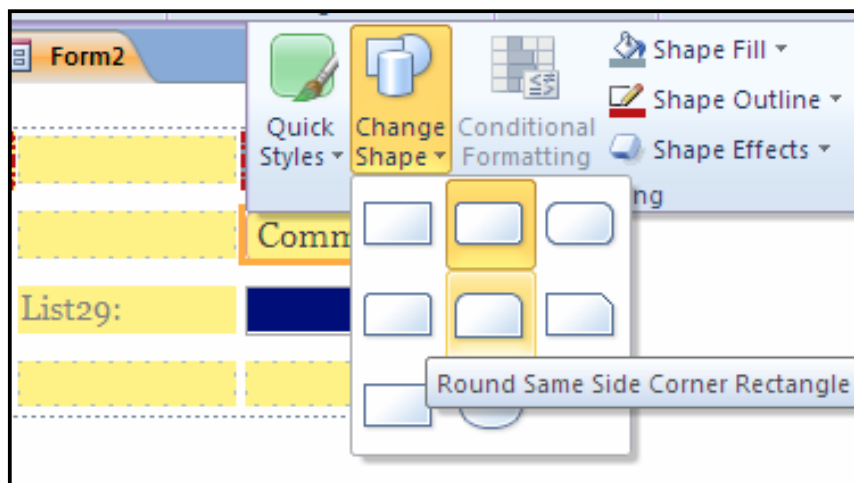 Form2
Quick Styles
Change Shape
Conditional Formatting
Shape Fill
Shape Outline
Shape Effects
ng
Comm
List29:
Round Same Side Corner Rectangle